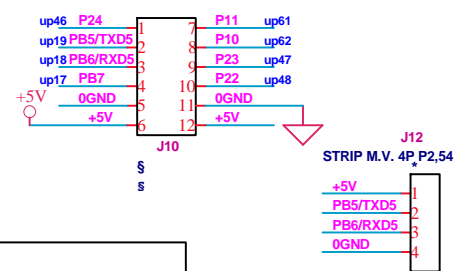 up46 P24 1 7 P11 up61
up19 PB5/TXD5 2 8 P10 up62
up18 PB6/RXD5 3 9 P23 up47
up17 PB7 4 10 P22 up48
+5V 0GND 5 11 0GND
+5V 6 12 +5V
J10
§
§
J12
STRIP M.V. 4P P2,54
*
+5V 1
PB5/TXD5 2
PB6/RXD5 3
0GND 4